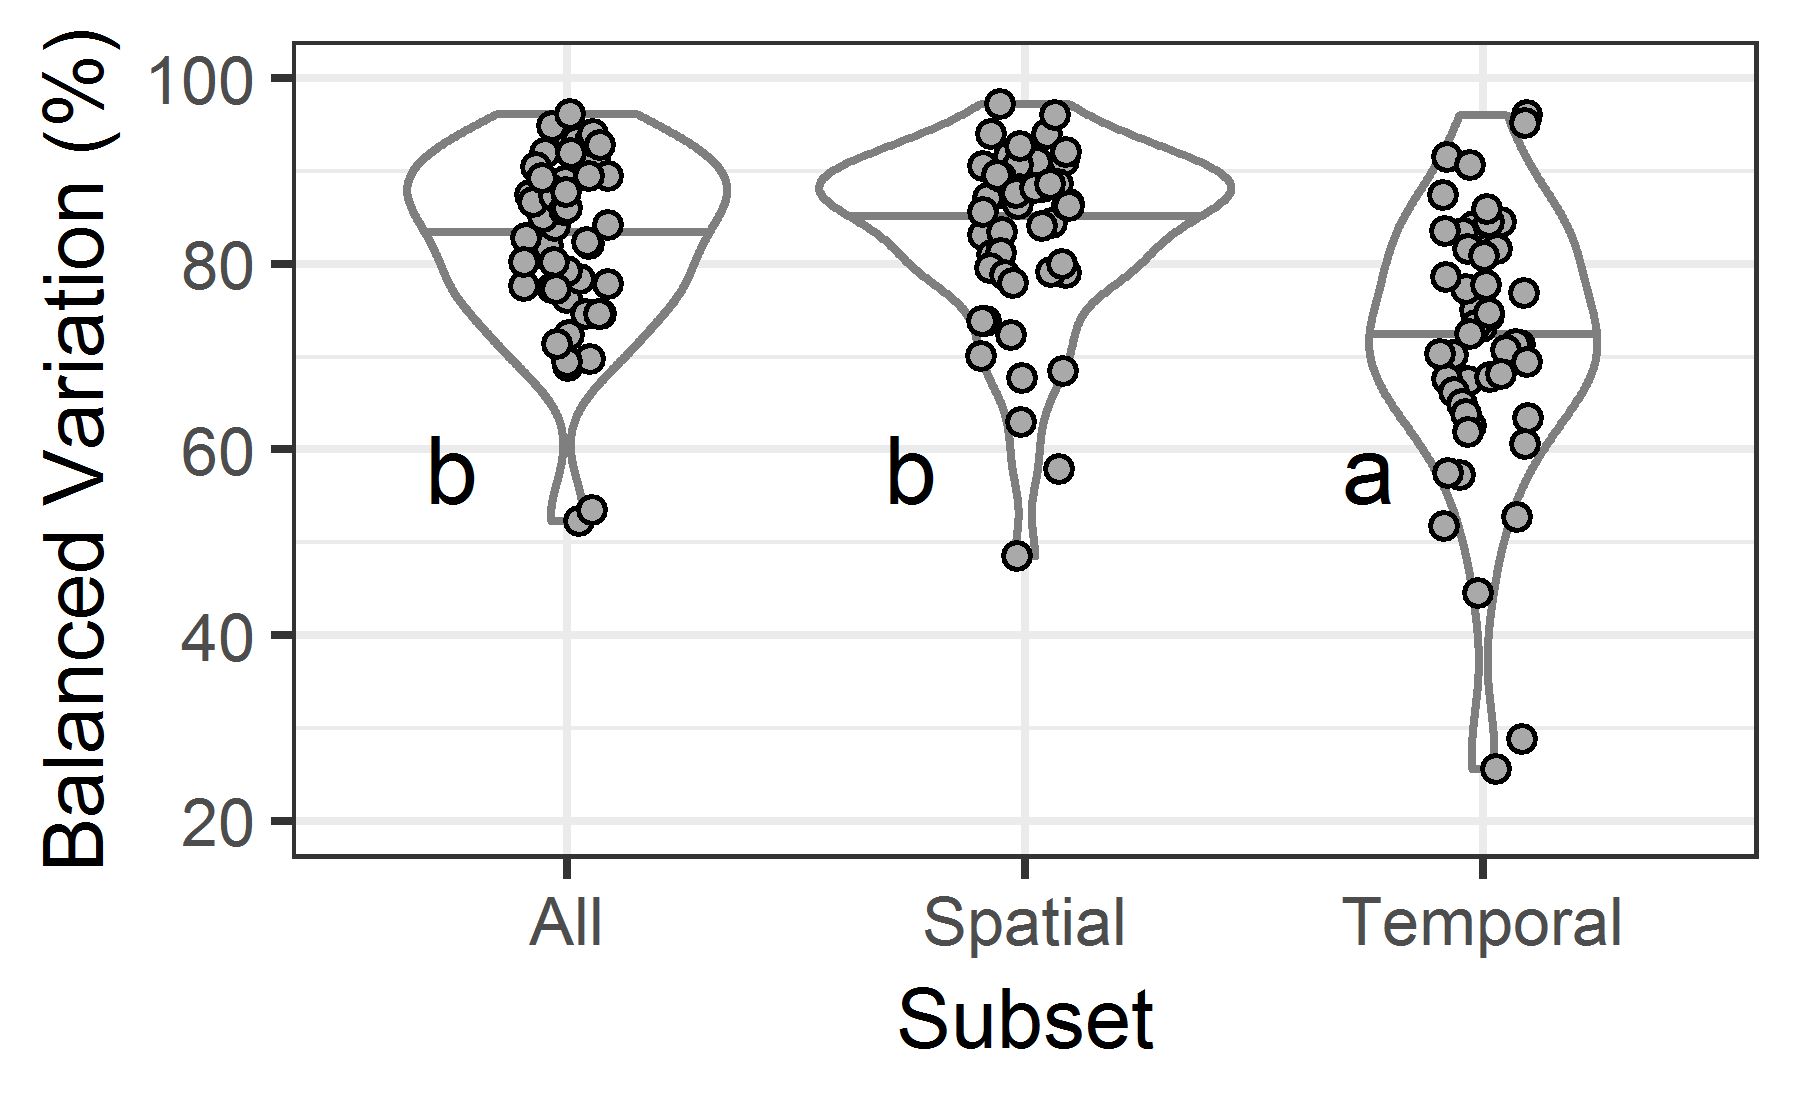 Balanced Variation (%)
100
80
60
40
20
b
b
a
All
Spatial
Temporal
Subset